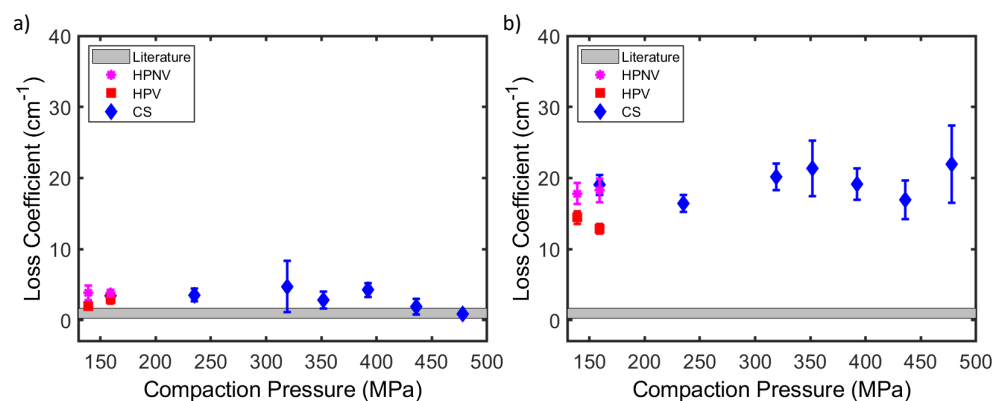 a)
40
30
20
10
0
Loss Coefficient (cm⁻¹)
Literature
HPNV
HPV
CS
150 200 250 300 350 400 450 500
Compaction Pressure (MPa)
b)
40
30
20
10
0
Loss Coefficient (cm⁻¹)
Literature
HPNV
HPV
CS
150 200 250 300 350 400 450 500
Compaction Pressure (MPa)